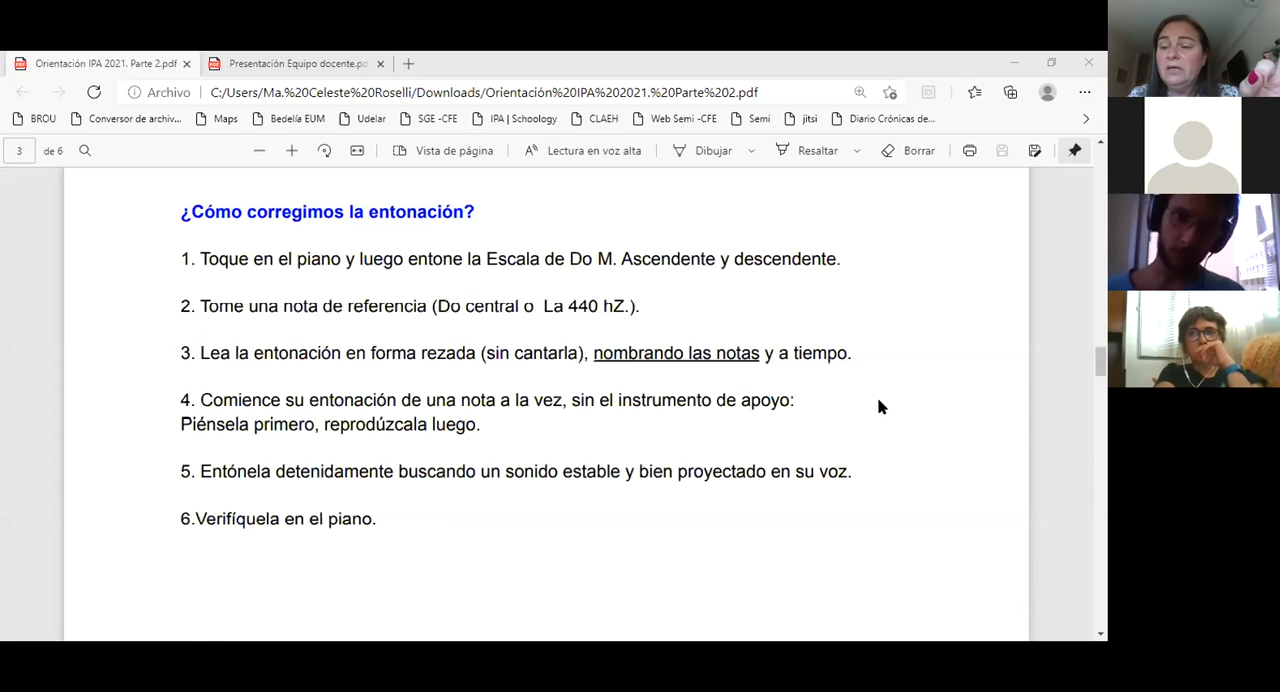 Orientación IPA 2021. Parte 2.pdf
Presentación Equipo docente.pd
Archivo
C:/Users/Ma.%20Celeste%20Roselli/Downloads/Orientación%20IPA%202021.%20Parte%202.pdf
BROU
Conversor de archiv...
Maps
Bedelía EUM
Udelar
SGE -CFE
IPA | Schoology
CLAEH
Web Semi -CFE
Semi
jitsi
Diario Crónicas de...
3 de 6
Vista de página
Lectura en voz alta
Dibujar
Resaltar
Borrar
¿Cómo corregimos la entonación?
1. Toque en el piano y luego entone la Escala de Do M. Ascendente y descendente.
2. Tome una nota de referencia (Do central o La 440 hZ.).
3. Lea la entonación en forma rezada (sin cantarla), nombrando las notas y a tiempo.
4. Comience su entonación de una nota a la vez, sin el instrumento de apoyo:
Piénsela primero, reprodúzcala luego.
5. Entónela detenidamente buscando un sonido estable y bien proyectado en su voz.
6.Verifíquela en el piano.